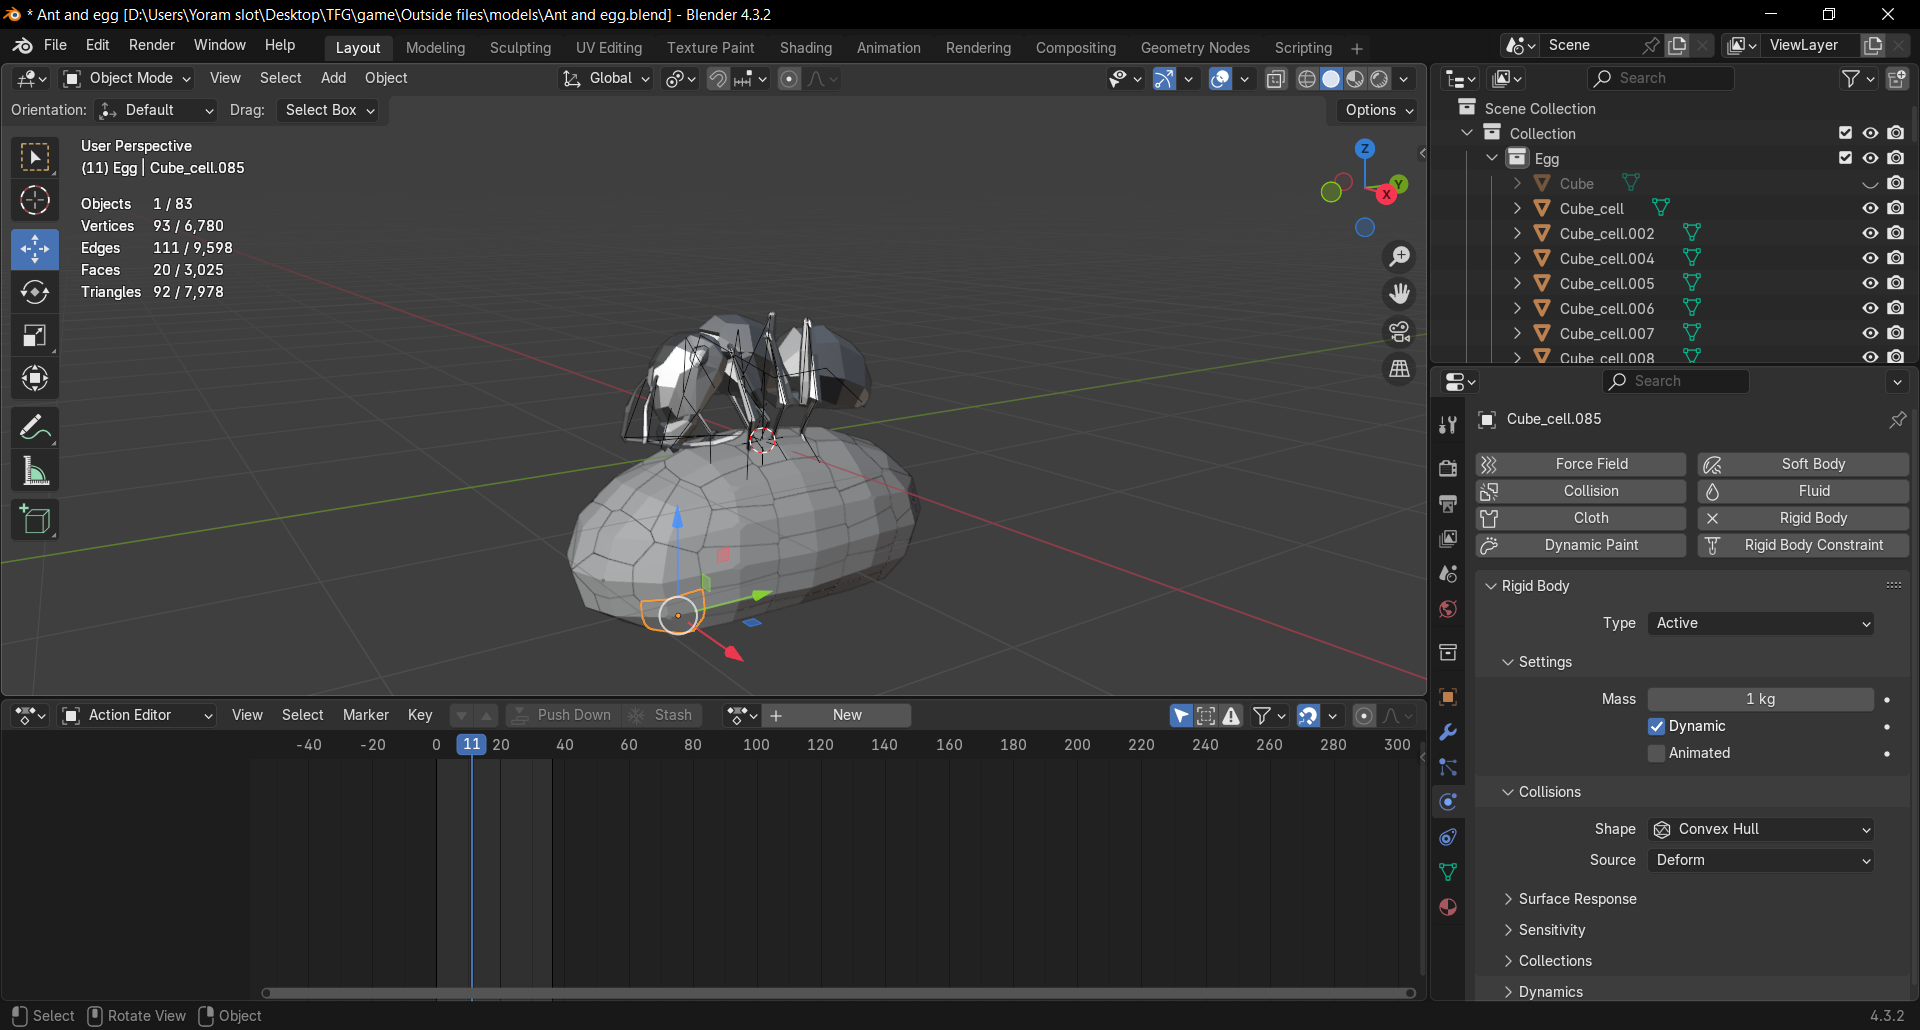 * Ant and egg [D:\Users\Yoram slot\Desktop\TFG\game\Outside files\models\Ant and egg.blend] - Blender 4.3.2
File Edit Render Window Help Layout Modeling Sculpting UV Editing Texture Paint Shading Animation Rendering Compositing Geometry Nodes Scripting + Scene ViewLayer
Object Mode View Select Add Object Global Search
Orientation: Default Drag: Select Box Options
User Perspective
(11) Egg | Cube_cell.085
Objects 1 / 83
Vertices 93 / 6,780
Edges 111 / 9,598
Faces 20 / 3,025
Triangles 92 / 7,978
Z
Y
X
Scene Collection
Collection
Egg
Cube
Cube_cell
Cube_cell.002
Cube_cell.004
Cube_cell.005
Cube_cell.006
Cube_cell.007
Cube_cell.008
Search
Cube_cell.085
Force Field Soft Body
Collision Fluid
Cloth Rigid Body
Dynamic Paint Rigid Body Constraint
Rigid Body
Type Active
Settings
Mass 1 kg
Dynamic
Animated
Collisions
Shape Convex Hull
Source Deform
Surface Response
Sensitivity
Collections
Dynamics
Action Editor View Select Marker Key Push Down Stash New
-40 -20 0 11 20 40 60 80 100 120 140 160 180 200 220 240 260 280 300
Select Rotate View Object 4.3.2